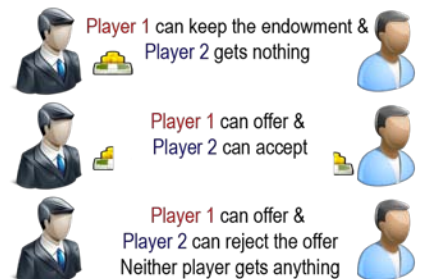 Player 1 can keep the endowment &
Player 2 gets nothing
Player 1 can offer &
Player 2 can accept
Player 1 can offer &
Player 2 can reject the offer
Neither player gets anything